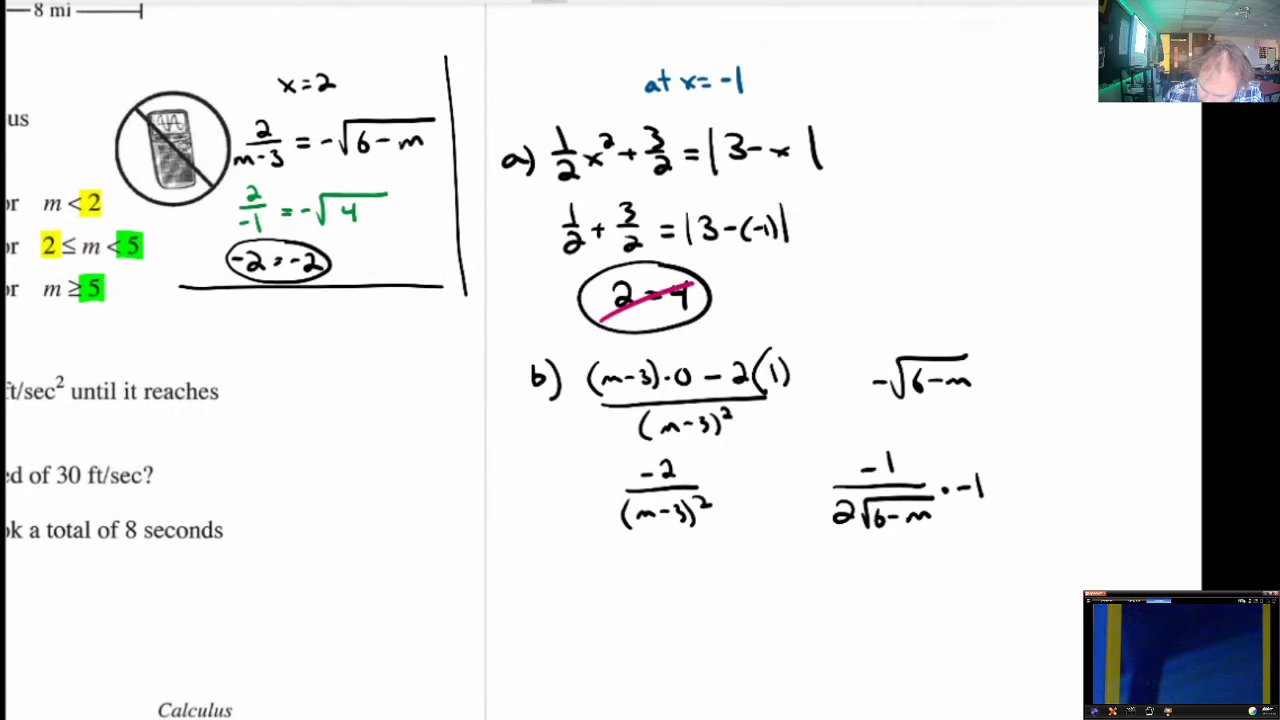 8 mi
us
or m < 2
or 2 ≤ m < 5
or m ≥ 5
ft/sec² until it reaches
ed of 30 ft/sec?
ok a total of 8 seconds
Calculus
x=2
2/(m-3) = -√(6-m)
2/-1 = -√4
-2 = -2
at x = -1
a) 1/2 x² + 3/2 = |3-x|
1/2 + 3/2 = |3-(-1)|
2 = 4
b) ((m-3)·0 - 2(1))/(m-3)² -√(6-m)
-2/(m-3)² -1/(2√(6-m)) · -1